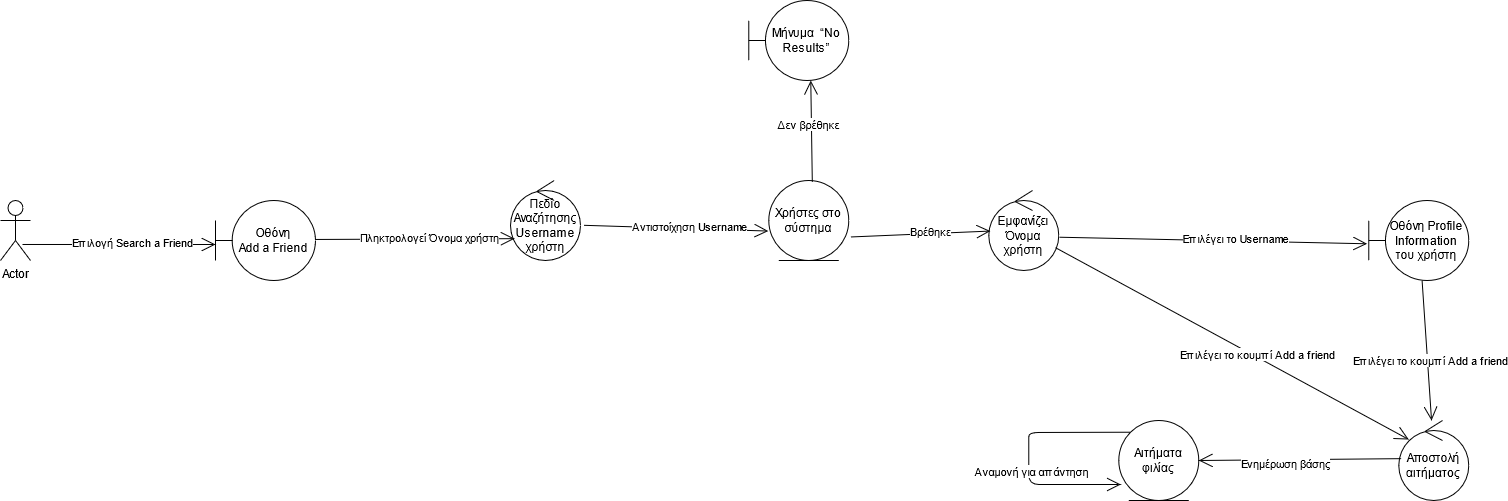 Μήνυμα "No
Results"
Δεν βρέθηκε
Actor
Επιλογή Search a Friend
Οθόνη
Add a Friend
Πληκτρολογεί Όνομα χρήστη
Πεδίο
Αναζήτησης
Username
χρήστη
Αντιστοίχηση Username
Χρήστες στο
σύστημα
Βρέθηκε
Εμφανίζει
Όνομα
χρήστη
Επιλέγει το Username
Οθόνη Profile
Information
του χρήστη
Επιλέγει το κουμπί Add a friend
Επιλέγει το κουμπί Add a friend
Αποστολή
αιτήματος
Ενημέρωση βάσης
Αιτήματα
φιλίας
Αναμονή για απάντηση